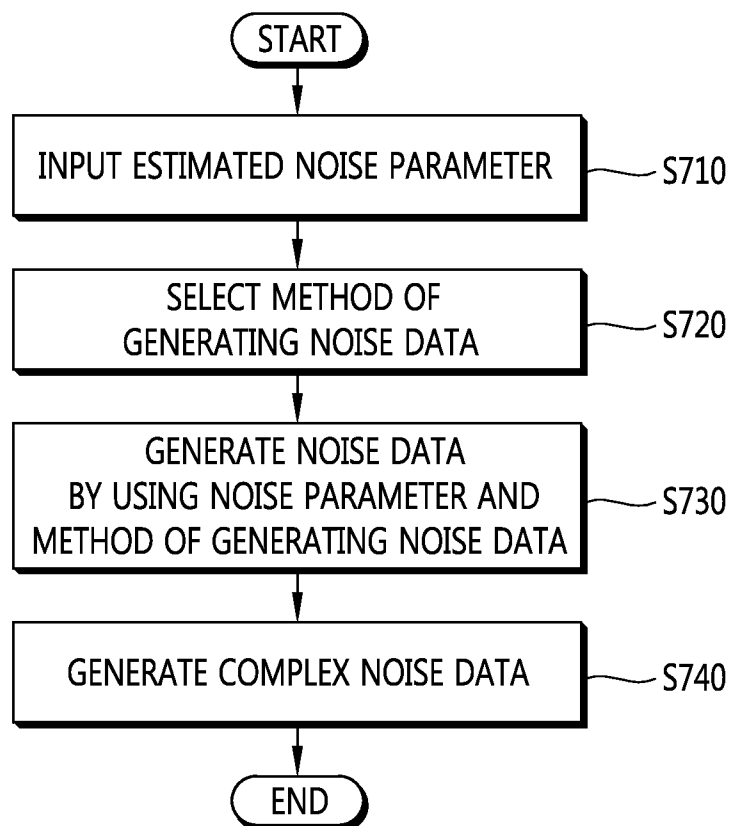 START
INPUT ESTIMATED NOISE PARAMETER
S710
SELECT METHOD OF
GENERATING NOISE DATA
S720
GENERATE NOISE DATA
BY USING NOISE PARAMETER AND
METHOD OF GENERATING NOISE DATA
S730
GENERATE COMPLEX NOISE DATA
S740
END